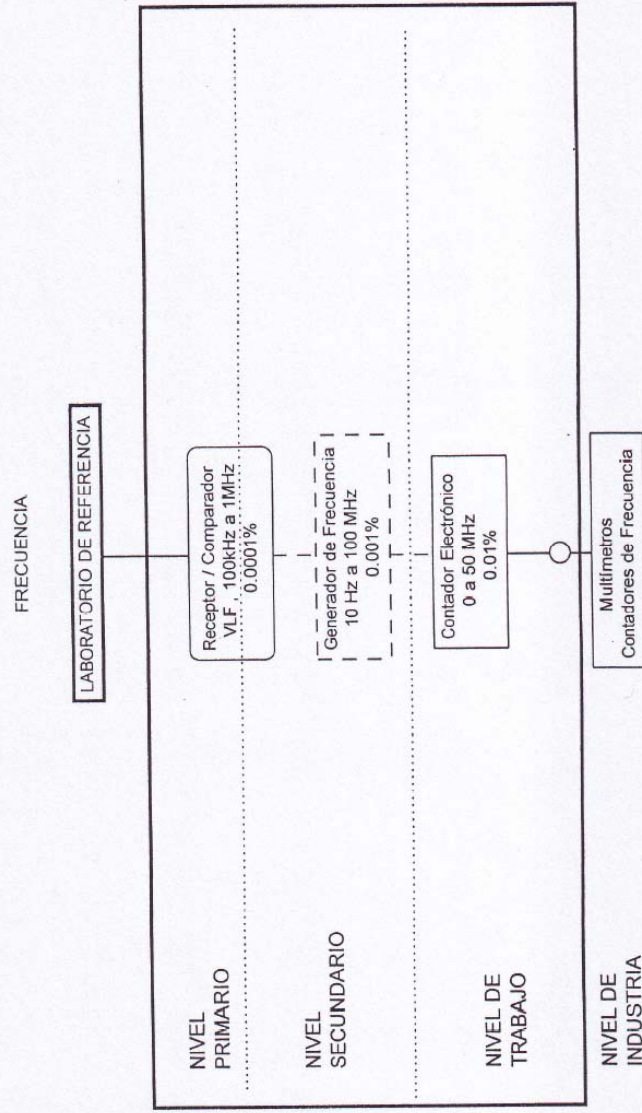 FRECUENCIA
LABORATORIO DE REFERENCIA
NIVEL
PRIMARIO
Receptor / Comparador
VLF , 100kHz a 1MHz
0.0001%
NIVEL
SECUNDARIO
Generador de Frecuencia
10 Hz a 100 MHz
0.001%
NIVEL DE
TRABAJO
Contador Electrónico
0 a 50 MHz
0.01%
NIVEL DE
INDUSTRIA
Multímetros
Contadores de Frecuencia